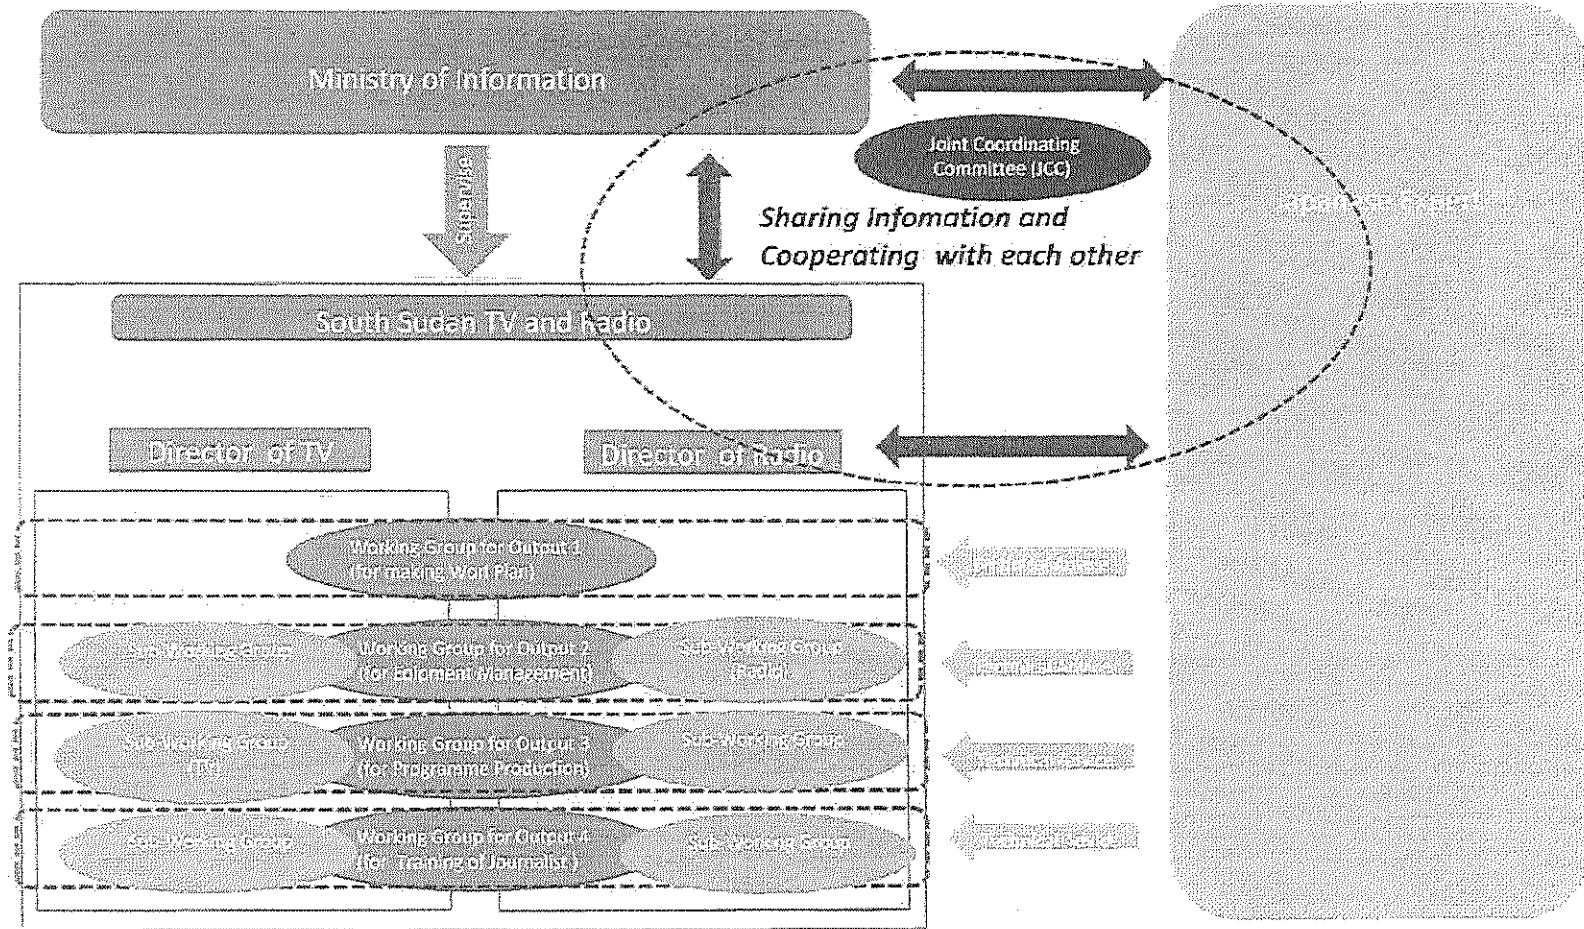 Ministry of Information
Joint Coordinating
Committee (JCC)
Supervise
Sharing Infomation and
Cooperating with each other
Japanese Expert
South Sudan TV and Radio
Director of TV
Director of Radio
Working Group for Output 1
(for making Worl Plan)
Sub-Working Group
Working Group for Output 2
(for Eqipment Management)
Sub-Working Group
(Radio)
Sub-Working Group
(TV)
Working Group for Output 3
(for Programme Production)
Sub-Working Group
Sub-Working Group
Working Group for Output 4
(for Training of Journalist )
Sub-Working Group